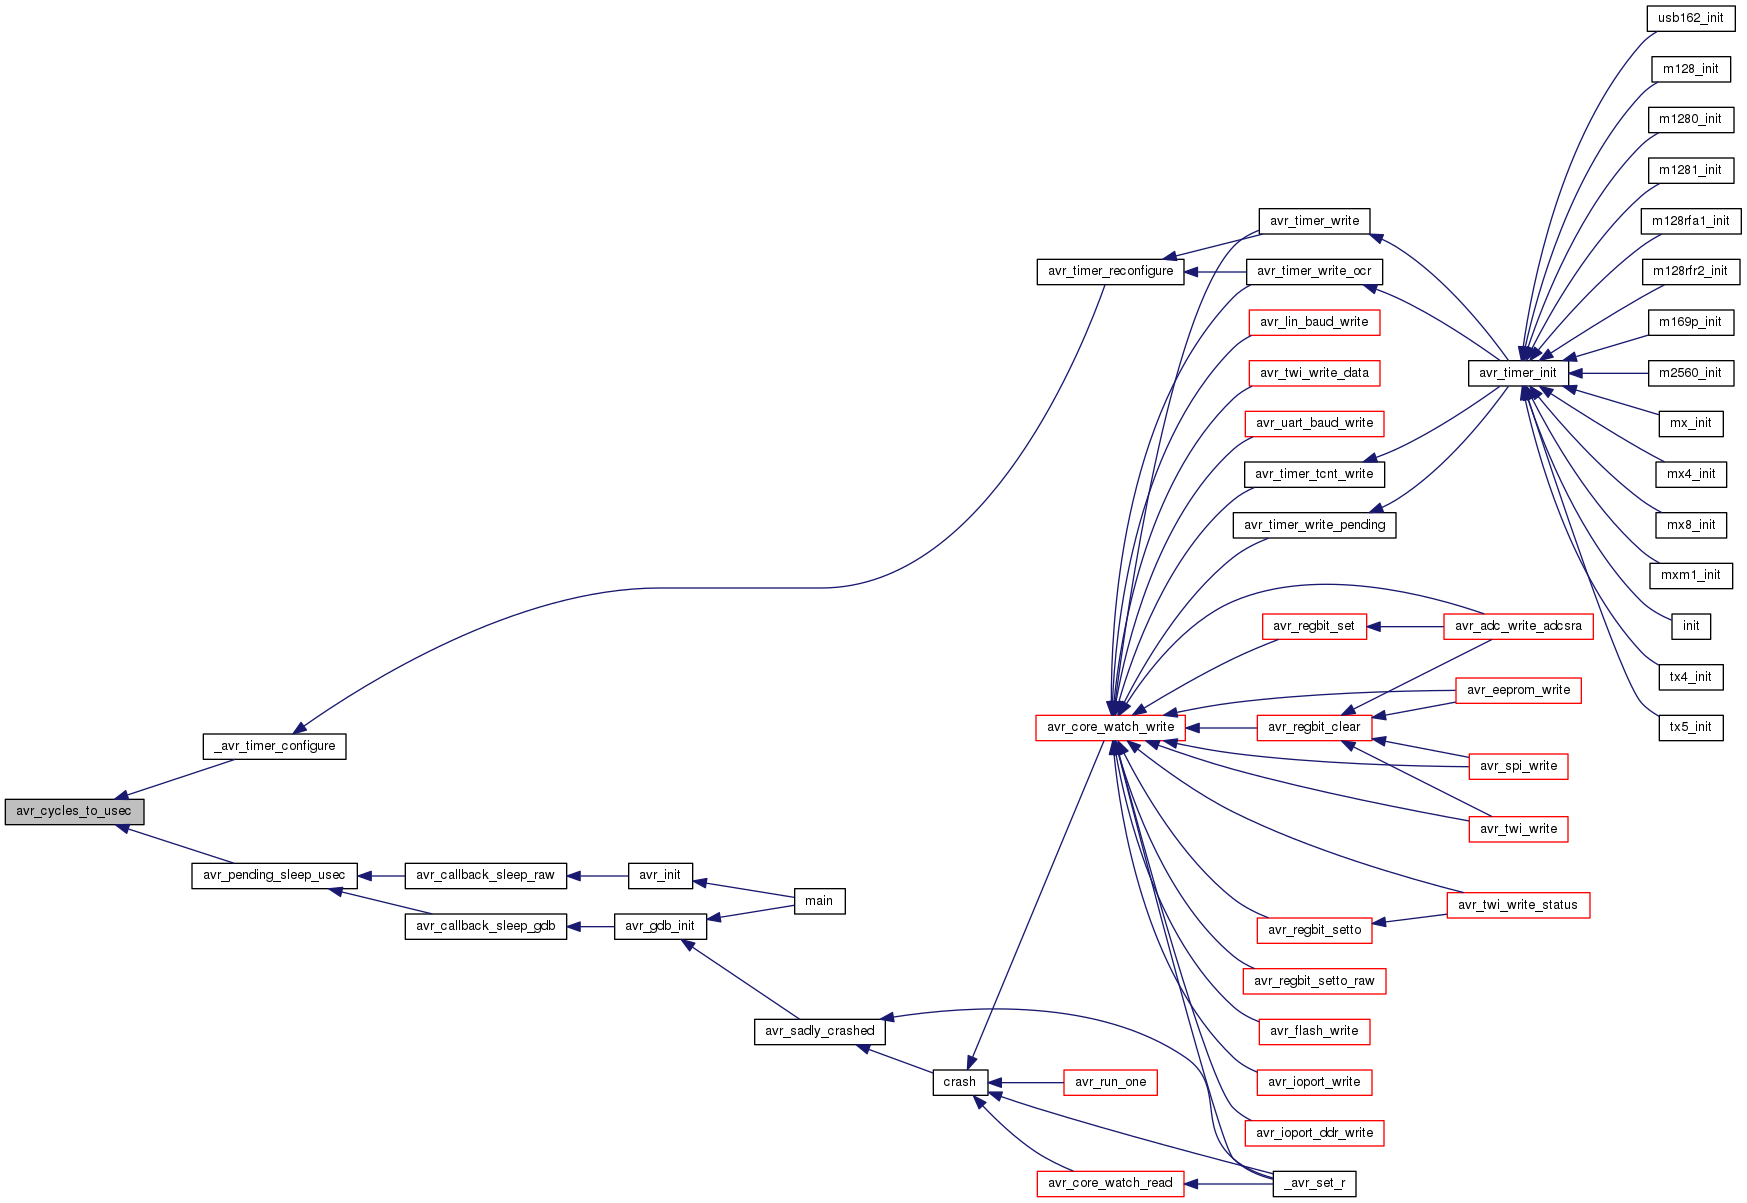 usb162_init
m128_init
m1280_init
m1281_init
m128rfa1_init
avr_timer_write
avr_timer_reconfigure
avr_timer_write_ocr
m128rfr2_init
avr_lin_baud_write
m169p_init
avr_twi_write_data
avr_timer_init
m2560_init
avr_uart_baud_write
mx_init
avr_timer_tcnt_write
mx4_init
avr_timer_write_pending
mx8_init
mxm1_init
avr_regbit_set
avr_adc_write_adcsra
init
avr_eeprom_write
tx4_init
avr_core_watch_write
avr_regbit_clear
tx5_init
_avr_timer_configure
avr_spi_write
avr_cycles_to_usec
avr_twi_write
avr_pending_sleep_usec
avr_callback_sleep_raw
avr_init
main
avr_twi_write_status
avr_callback_sleep_gdb
avr_gdb_init
avr_regbit_setto
avr_regbit_setto_raw
avr_sadly_crashed
avr_flash_write
crash
avr_run_one
avr_ioport_write
avr_ioport_ddr_write
avr_core_watch_read
_avr_set_r